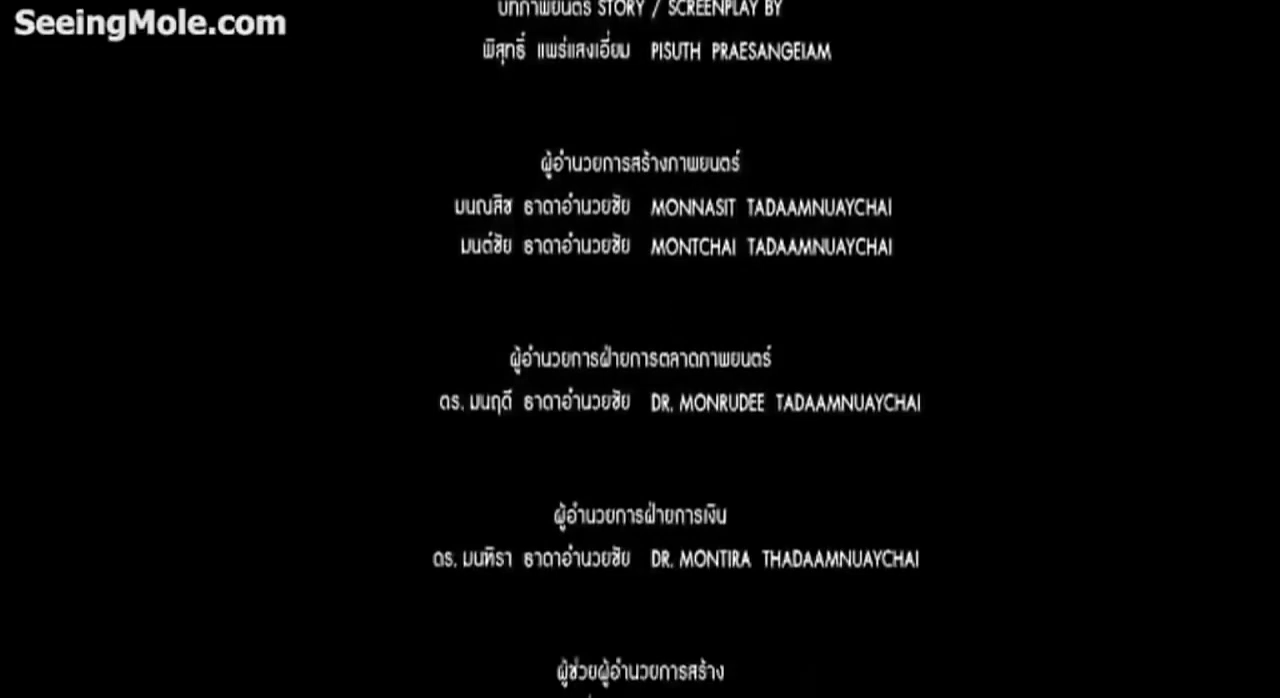 SeeingMole.com
บทภาพยนตร์ STORY / SCREENPLAY BY
พิสุทธิ์ แพร่แสงเอี่ยม PISUTH PRAESANGEIAM
ผู้อำนวยการสร้างภาพยนตร์
มนณสิช ธาดาอำนวยชัย MONNASIT TADAAMNUAYCHAI
มนต์ชัย ธาดาอำนวยชัย MONTCHAI TADAAMNUAYCHAI
ผู้อำนวยการฝ่ายการตลาดภาพยนตร์
ดร. มนฤดี ธาดาอำนวยชัย DR. MONRUDEE TADAAMNUAYCHAI
ผู้อำนวยการฝ่ายการเงิน
ดร. มนทิรา ธาดาอำนวยชัย DR. MONTIRA THADAAMNUAYCHAI
ผู้ช่วยผู้อำนวยการสร้าง